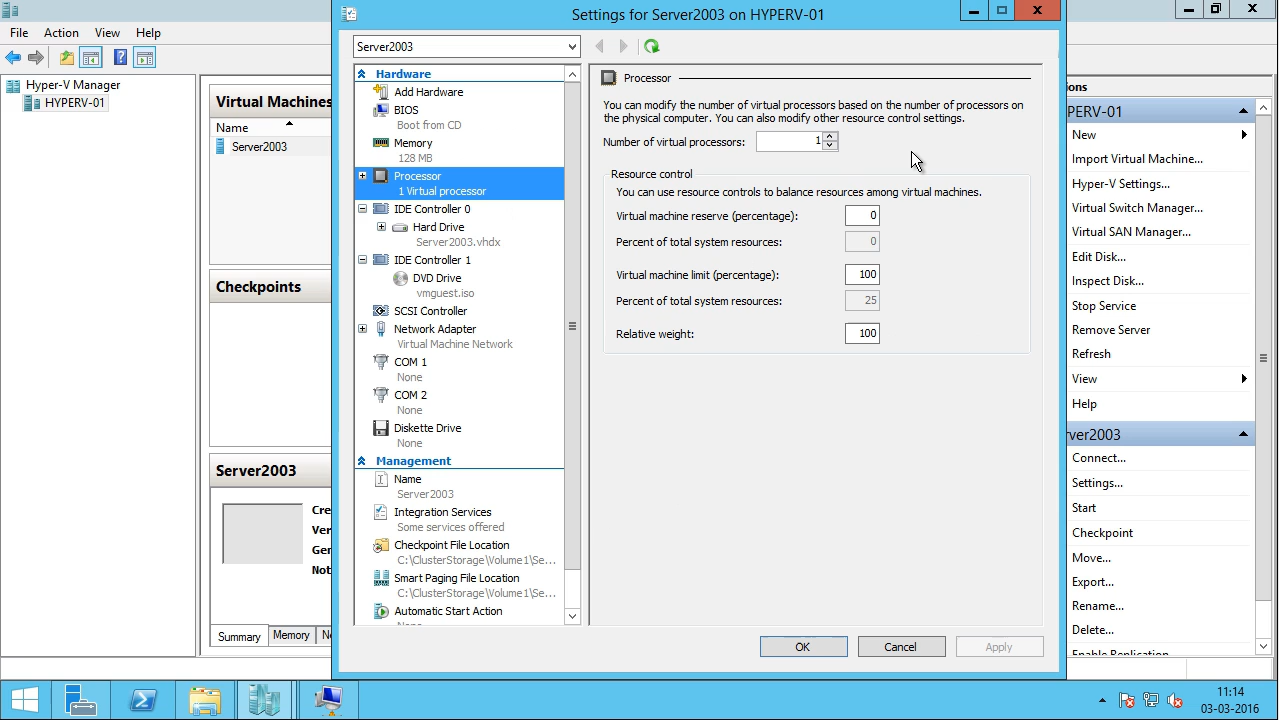 Settings for Server2003 on HYPERV-01
File Action View Help
Hyper-V Manager
HYPERV-01
Virtual Machines
Name
Server2003
Checkpoints
Server2003
Cre
Ver
Gen
Not
Summary Memory Ne
Server2003
Hardware
Add Hardware
BIOS
Boot from CD
Memory
128 MB
Processor
1 Virtual processor
IDE Controller 0
Hard Drive
Server2003.vhdx
IDE Controller 1
DVD Drive
vmguest.iso
SCSI Controller
Network Adapter
Virtual Machine Network
COM 1
None
COM 2
None
Diskette Drive
None
Management
Name
Server2003
Integration Services
Some services offered
Checkpoint File Location
C:\ClusterStorage\Volume1\Se...
Smart Paging File Location
C:\ClusterStorage\Volume1\Se...
Automatic Start Action
Processor
You can modify the number of virtual processors based on the number of processors on
the physical computer. You can also modify other resource control settings.
Number of virtual processors: 1
Resource control
You can use resource controls to balance resources among virtual machines.
Virtual machine reserve (percentage): 0
Percent of total system resources: 0
Virtual machine limit (percentage): 100
Percent of total system resources: 25
Relative weight: 100
OK Cancel Apply
ions
PERV-01
New
Import Virtual Machine...
Hyper-V Settings...
Virtual Switch Manager...
Virtual SAN Manager...
Edit Disk...
Inspect Disk...
Stop Service
Remove Server
Refresh
View
Help
rver2003
Connect...
Settings...
Start
Checkpoint
Move...
Export...
Rename...
Delete...
Enable Replication
11:14
03-03-2016